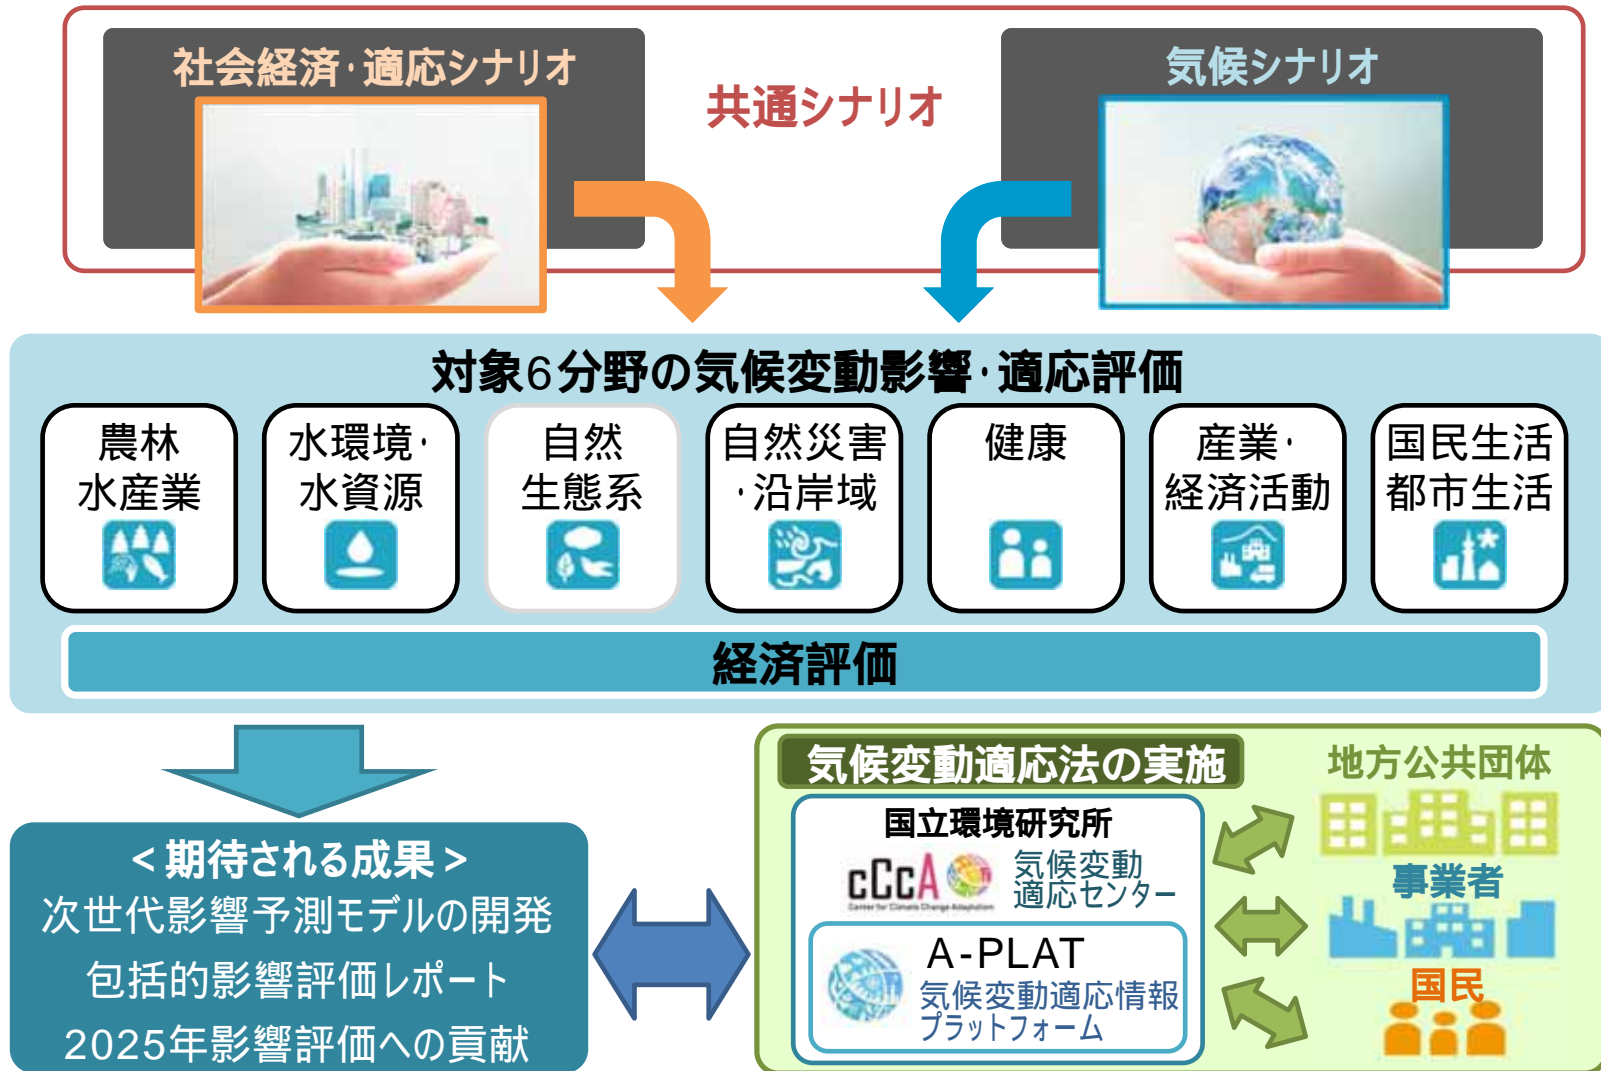 社会経済・適応シナリオ
共通シナリオ
気候シナリオ
対象6分野の気候変動影響・適応評価
農林
水産業
水環境・
水資源
自然
生態系
自然災害
・沿岸域
健康
産業・
経済活動
国民生活
都市生活
経済評価
<期待される成果>
次世代影響予測モデルの開発
包括的影響評価レポート
2025年影響評価への貢献
気候変動適応法の実施
国立環境研究所
cCcA
Center for Climate Change Adaptation
気候変動
適応センター
A-PLAT
気候変動適応情報
プラットフォーム
地方公共団体
事業者
国民